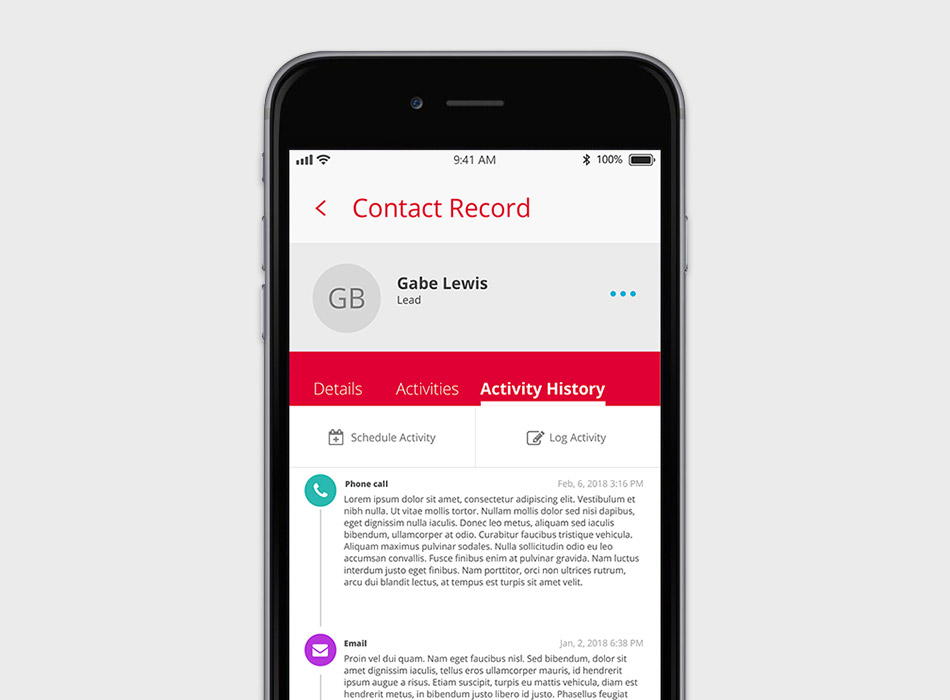 9:41 AM
100%
Contact Record
GB
Gabe Lewis
Lead
Details
Activities
Activity History
Schedule Activity
Log Activity
Phone call
Feb, 6, 2018 3:16 PM
Lorem ipsum dolor sit amet, consectetur adipiscing elit. Vestibulum et
nibh nulla. Ut vitae mollis tortor. Nullam mollis dolor sed nisi dapibus,
eget dignissim nulla iaculis. Donec leo metus, aliquam sed iaculis
bibendum, ullamcorper at odio. Curabitur faucibus tristique vehicula.
Aliquam maximus pulvinar sodales. Nulla sollicitudin odio eu leo
accumsan convallis. Fusce finibus enim at pulvinar gravida. Nam luctus
interdum justo eget finibus. Nam porttitor, orci non ultrices rutrum,
arcu dui blandit lectus, at tempus est turpis sit amet velit.
Email
Jan, 2, 2018 6:38 PM
Proin vel dui quam. Nam eget faucibus nisl. Sed bibendum, dolor sit
amet dignissim iaculis, tellus eros ullamcorper mauris, id hendrerit
ipsum augue a risus. Etiam suscipit, turpis eu mattis vehicula, diam est
hendrerit metus, in bibendum justo libero id justo. Phasellus feugiat